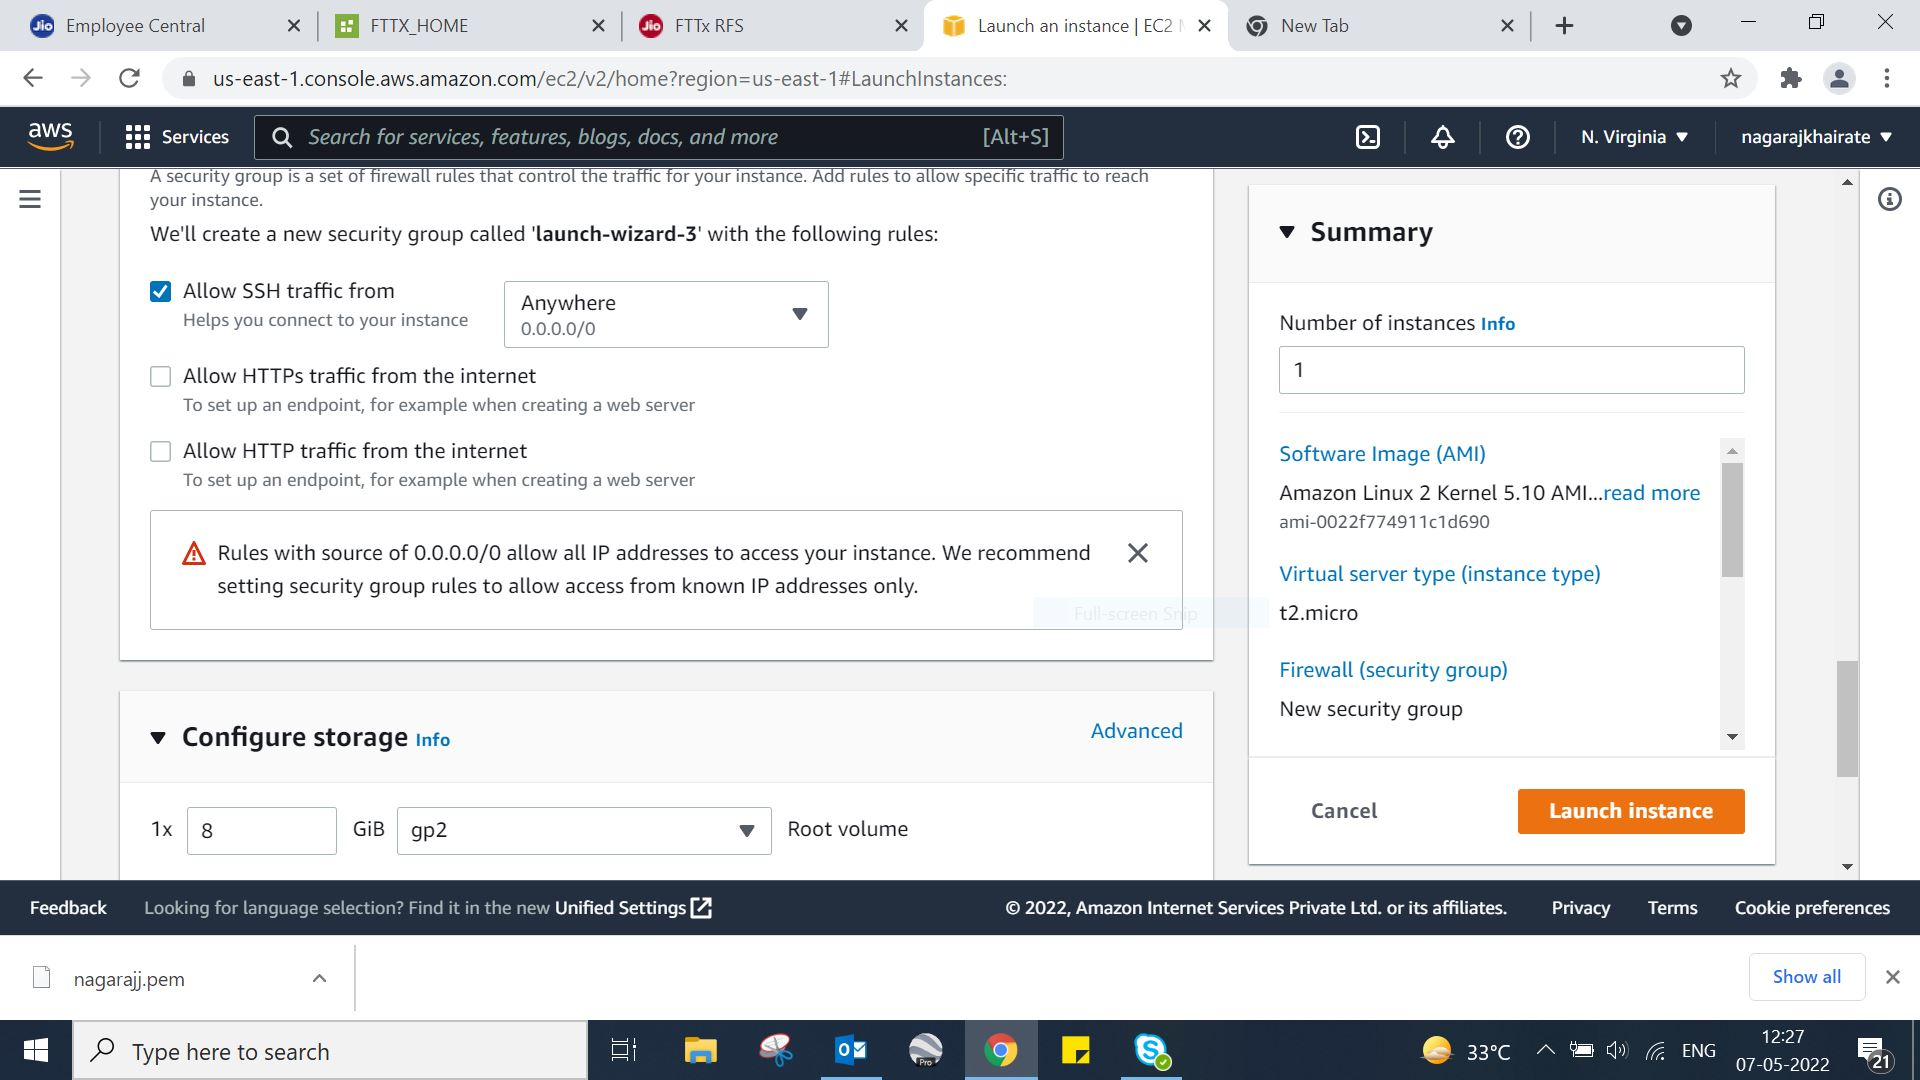 Jio Employee Central
FTTX_HOME
Jio FTTx RFS
Launch an instance | EC2
New Tab
us-east-1.console.aws.amazon.com/ec2/v2/home?region=us-east-1#LaunchInstances:
aws
Services
Search for services, features, blogs, docs, and more [Alt+S]
N. Virginia
nagarajkhairate
A security group is a set of firewall rules that control the traffic for your instance. Add rules to allow specific traffic to reach
your instance.
We'll create a new security group called 'launch-wizard-3' with the following rules:
Allow SSH traffic from
Helps you connect to your instance
Anywhere
0.0.0.0/0
Allow HTTPs traffic from the internet
To set up an endpoint, for example when creating a web server
Allow HTTP traffic from the internet
To set up an endpoint, for example when creating a web server
Rules with source of 0.0.0.0/0 allow all IP addresses to access your instance. We recommend
setting security group rules to allow access from known IP addresses only.
Full-screen Snip
Configure storage Info
Advanced
1x 8 GiB gp2 Root volume
Summary
Number of instances Info
1
Software Image (AMI)
Amazon Linux 2 Kernel 5.10 AMI...read more
ami-0022f774911c1d690
Virtual server type (instance type)
t2.micro
Firewall (security group)
New security group
Cancel
Launch instance
Feedback
Looking for language selection? Find it in the new Unified Settings
© 2022, Amazon Internet Services Private Ltd. or its affiliates.
Privacy
Terms
Cookie preferences
nagarajj.pem
Show all
Type here to search
Pro
33°C
ENG
12:27
07-05-2022
21